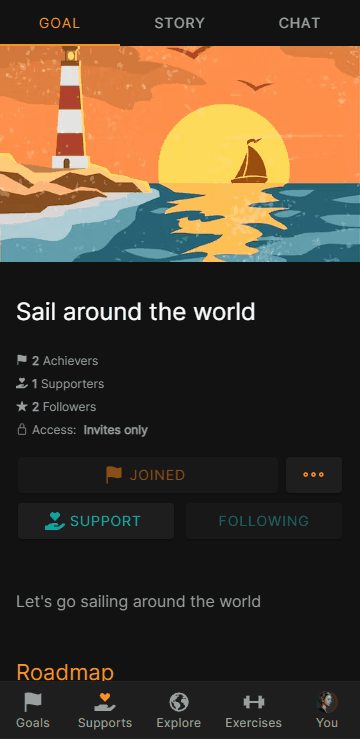 GOAL STORY CHAT
Sail around the world
2 Achievers
1 Supporters
2 Followers
Access: Invites only
JOINED
SUPPORT FOLLOWING
Let's go sailing around the world
Roadmap
Goals Supports Explore Exercises You